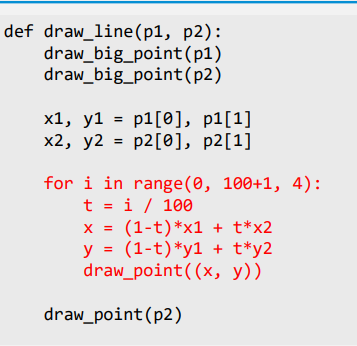 def draw_line(p1, p2):
    draw_big_point(p1)
    draw_big_point(p2)

    x1, y1 = p1[0], p1[1]
    x2, y2 = p2[0], p2[1]

    for i in range(0, 100+1, 4):
        t = i / 100
        x = (1-t)*x1 + t*x2
        y = (1-t)*y1 + t*y2
        draw_point((x, y))

    draw_point(p2)